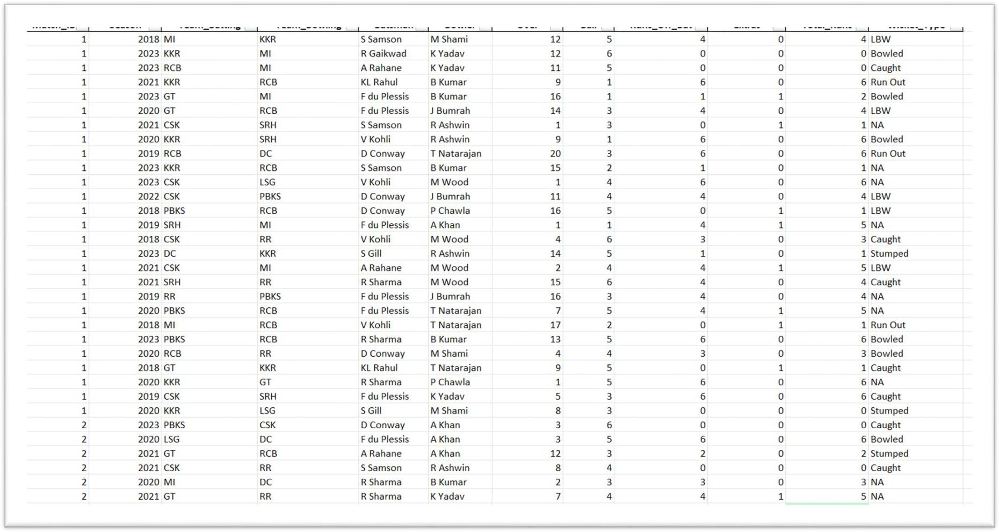 Match_ID Season Team_Batting Team_Bowling Batsman Bowler Over Ball Runs_Off_Bat Extras Total_Runs Wicket_Type
1 2018 MI KKR S Samson M Shami 12 5 4 0 4 LBW
1 2023 KKR MI R Gaikwad K Yadav 12 6 0 0 0 Bowled
1 2023 RCB MI A Rahane K Yadav 11 5 0 0 0 Caught
1 2021 KKR RCB KL Rahul B Kumar 9 1 6 0 6 Run Out
1 2023 GT MI F du Plessis B Kumar 16 1 1 1 2 Bowled
1 2020 GT RCB F du Plessis J Bumrah 14 3 4 0 4 LBW
1 2021 CSK SRH S Samson R Ashwin 1 3 0 1 1 NA
1 2020 KKR SRH V Kohli R Ashwin 9 1 6 0 6 Bowled
1 2019 RCB DC D Conway T Natarajan 20 3 6 0 6 Run Out
1 2023 KKR RCB S Samson B Kumar 15 2 1 0 1 NA
1 2023 CSK LSG V Kohli M Wood 1 4 6 0 6 NA
1 2022 CSK PBKS D Conway J Bumrah 11 4 4 0 4 LBW
1 2018 PBKS RCB D Conway P Chawla 16 5 0 1 1 LBW
1 2019 SRH MI F du Plessis A Khan 1 1 4 1 5 NA
1 2018 CSK RR V Kohli M Wood 4 6 3 0 3 Caught
1 2023 DC KKR S Gill R Ashwin 14 5 1 0 1 Stumped
1 2021 CSK MI A Rahane M Wood 2 4 4 1 5 LBW
1 2021 SRH RR R Sharma M Wood 15 6 4 0 4 Caught
1 2019 RR PBKS F du Plessis J Bumrah 16 3 4 0 4 NA
1 2020 PBKS RCB F du Plessis T Natarajan 7 5 4 1 5 NA
1 2018 MI RCB V Kohli T Natarajan 17 2 0 1 1 Run Out
1 2023 PBKS RCB R Sharma B Kumar 13 5 6 0 6 Bowled
1 2020 RCB RR D Conway M Shami 4 4 3 0 3 Bowled
1 2018 GT KKR KL Rahul T Natarajan 9 5 0 1 1 Caught
1 2020 KKR GT R Sharma P Chawla 1 5 6 0 6 NA
1 2019 CSK SRH F du Plessis K Yadav 5 3 6 0 6 Caught
1 2020 KKR LSG S Gill M Shami 8 3 0 0 0 Stumped
2 2023 PBKS CSK D Conway A Khan 3 6 0 0 0 Caught
2 2020 LSG DC F du Plessis A Khan 3 5 6 0 6 Bowled
2 2021 GT RCB A Rahane A Khan 12 3 2 0 2 Stumped
2 2021 CSK RR S Samson R Ashwin 8 4 0 0 0 Caught
2 2020 MI DC R Sharma B Kumar 2 3 3 0 3 NA
2 2021 GT RR R Sharma K Yadav 7 4 4 1 5 NA